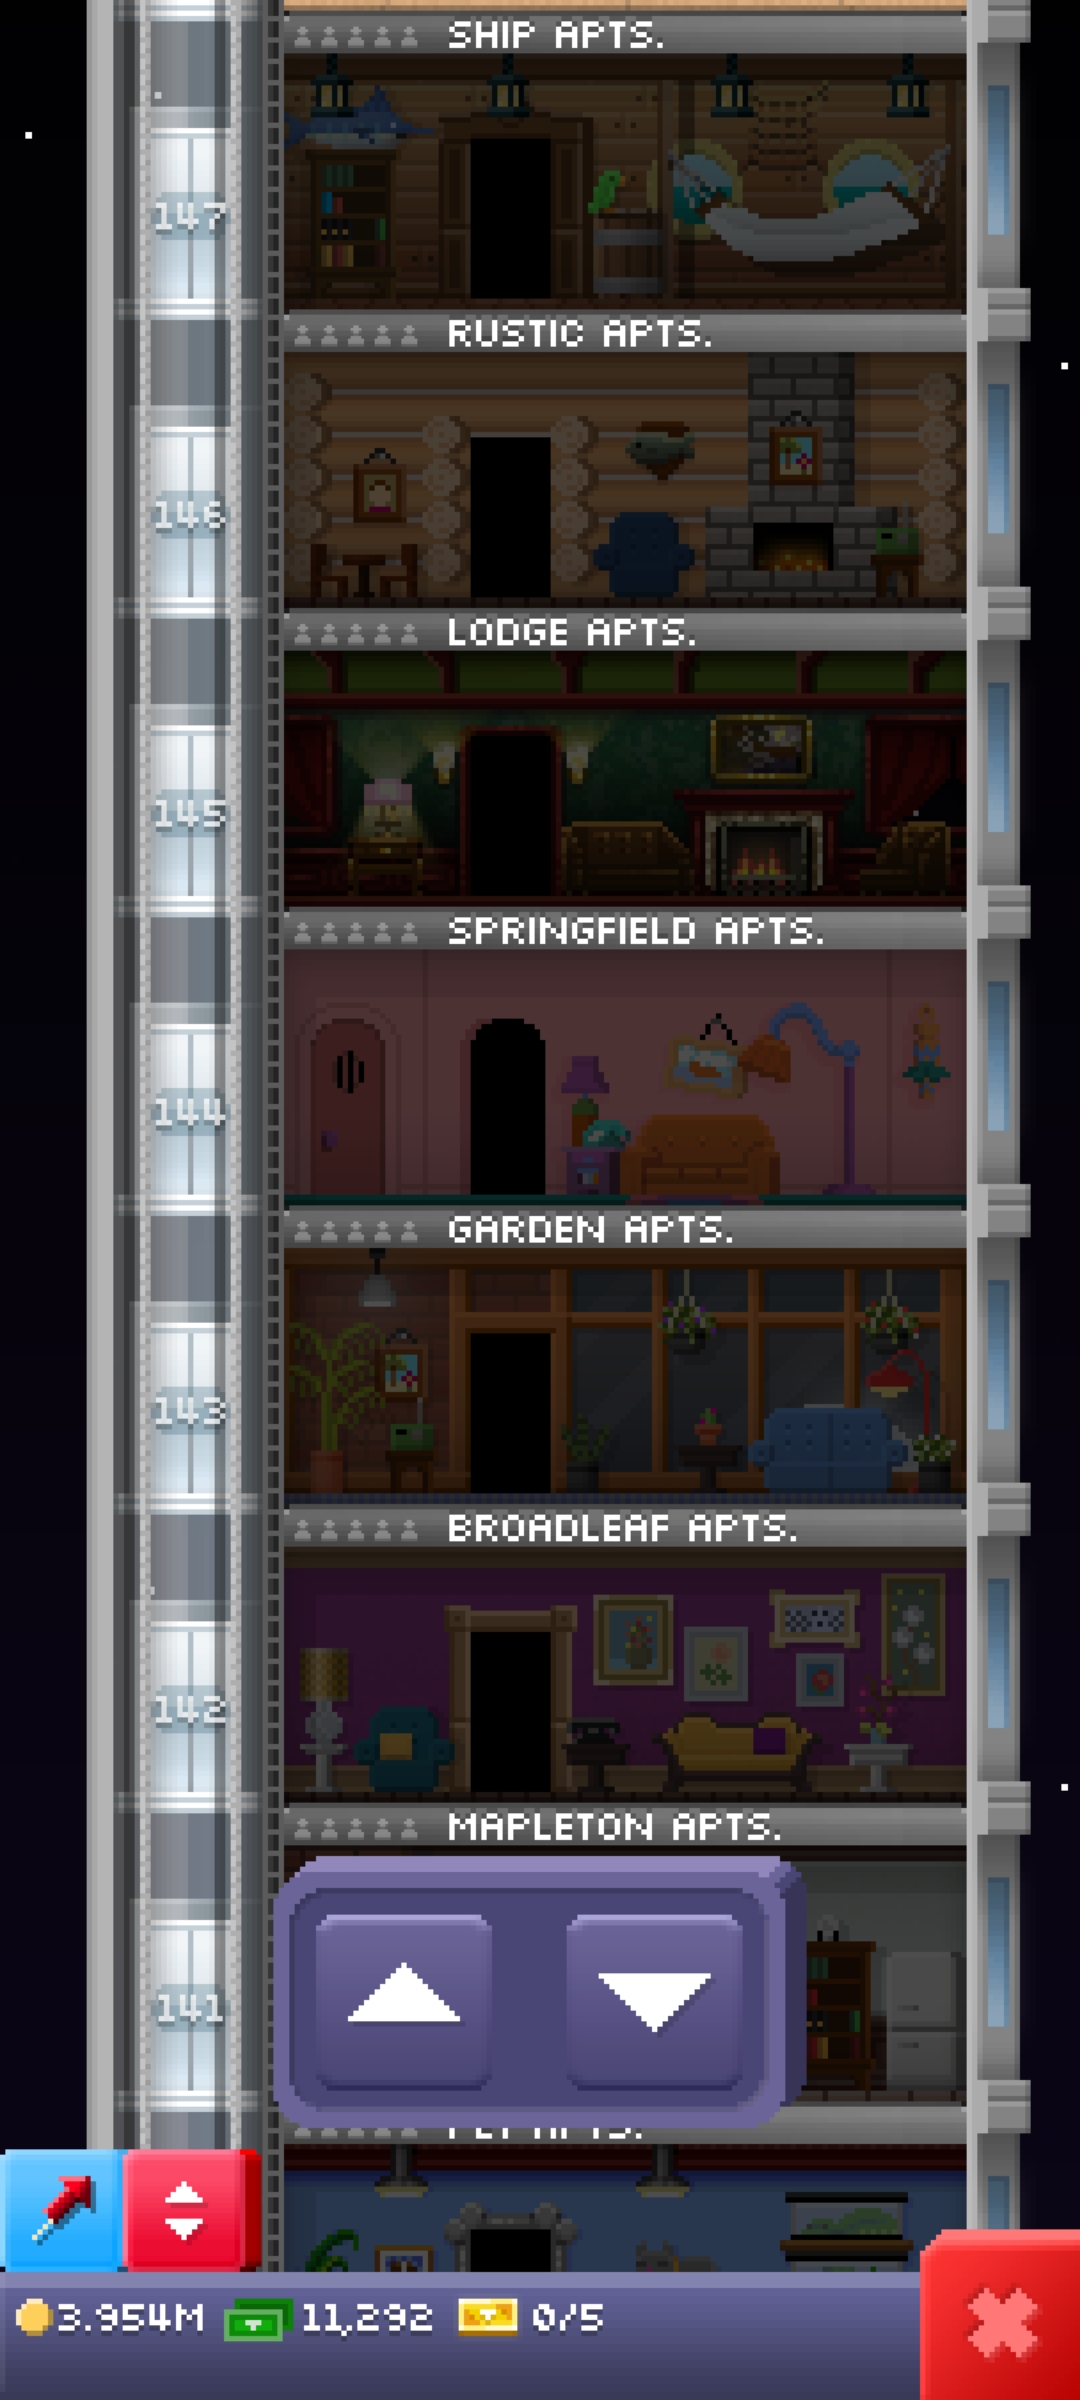 SHIP APTS.
147
RUSTIC APTS.
146
LODGE APTS.
145
SPRINGFIELD APTS.
144
GARDEN APTS.
143
BROADLEAF APTS.
142
MAPLETON APTS.
141
APTS.
3.954M 11,292 0/5